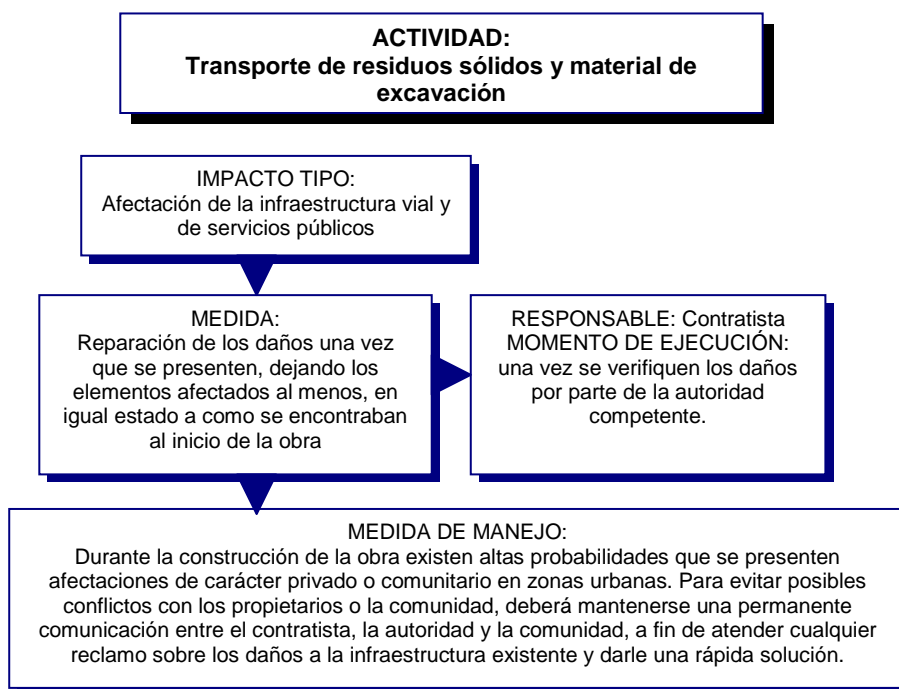 ACTIVIDAD:
Transporte de residuos sólidos y material de
excavación
IMPACTO TIPO:
Afectación de la infraestructura vial y
de servicios públicos
MEDIDA:
Reparación de los daños una vez
que se presenten, dejando los
elementos afectados al menos, en
igual estado a como se encontraban
al inicio de la obra
RESPONSABLE: Contratista
MOMENTO DE EJECUCIÓN:
una vez se verifiquen los daños
por parte de la autoridad
competente.
MEDIDA DE MANEJO:
Durante la construcción de la obra existen altas probabilidades que se presenten
afectaciones de carácter privado o comunitario en zonas urbanas. Para evitar posibles
conflictos con los propietarios o la comunidad, deberá mantenerse una permanente
comunicación entre el contratista, la autoridad y la comunidad, a fin de atender cualquier
reclamo sobre los daños a la infraestructura existente y darle una rápida solución.